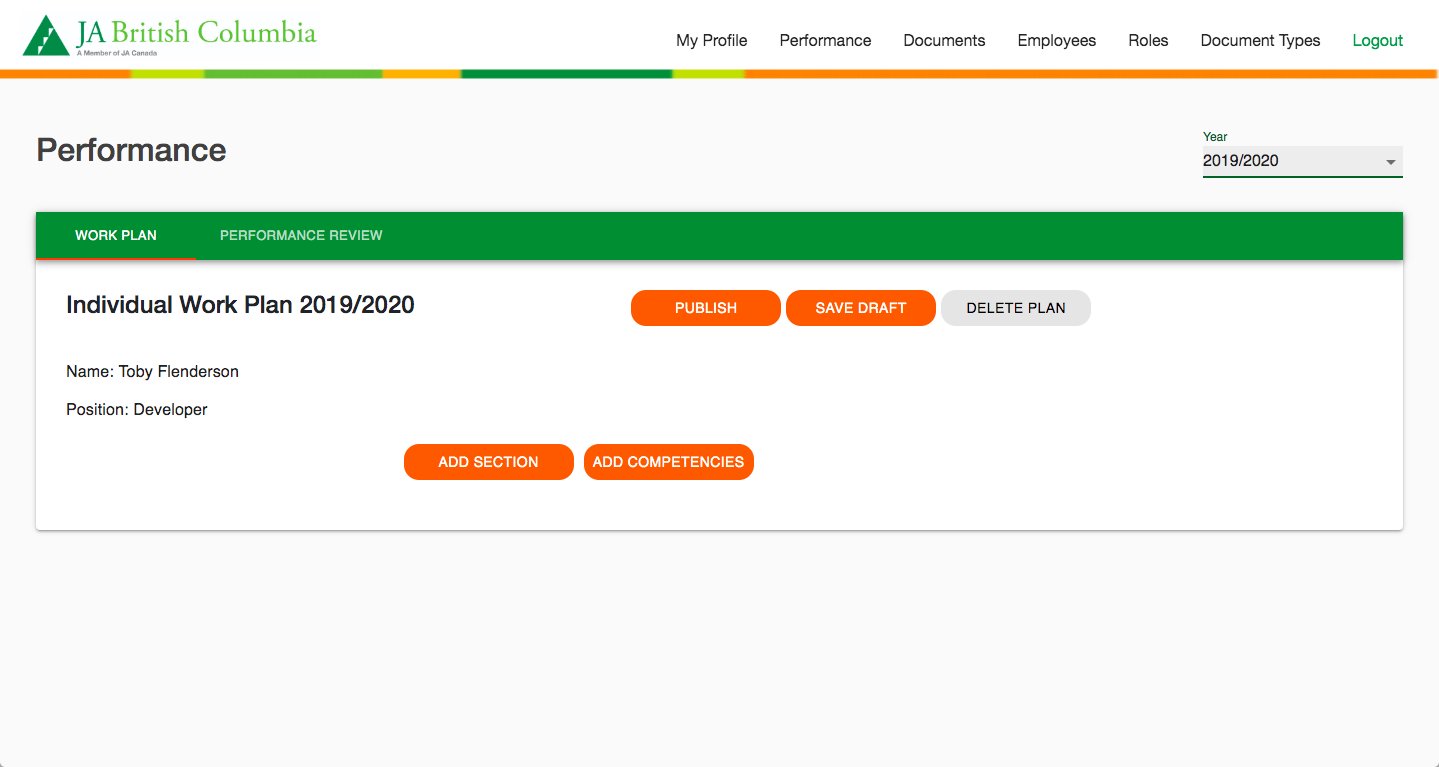 JA British Columbia
A Member of JA Canada
My Profile Performance Documents Employees Roles Document Types Logout
Performance
Year
2019/2020
WORK PLAN PERFORMANCE REVIEW
Individual Work Plan 2019/2020 PUBLISH SAVE DRAFT DELETE PLAN
Name: Toby Flenderson
Position: Developer
ADD SECTION ADD COMPETENCIES